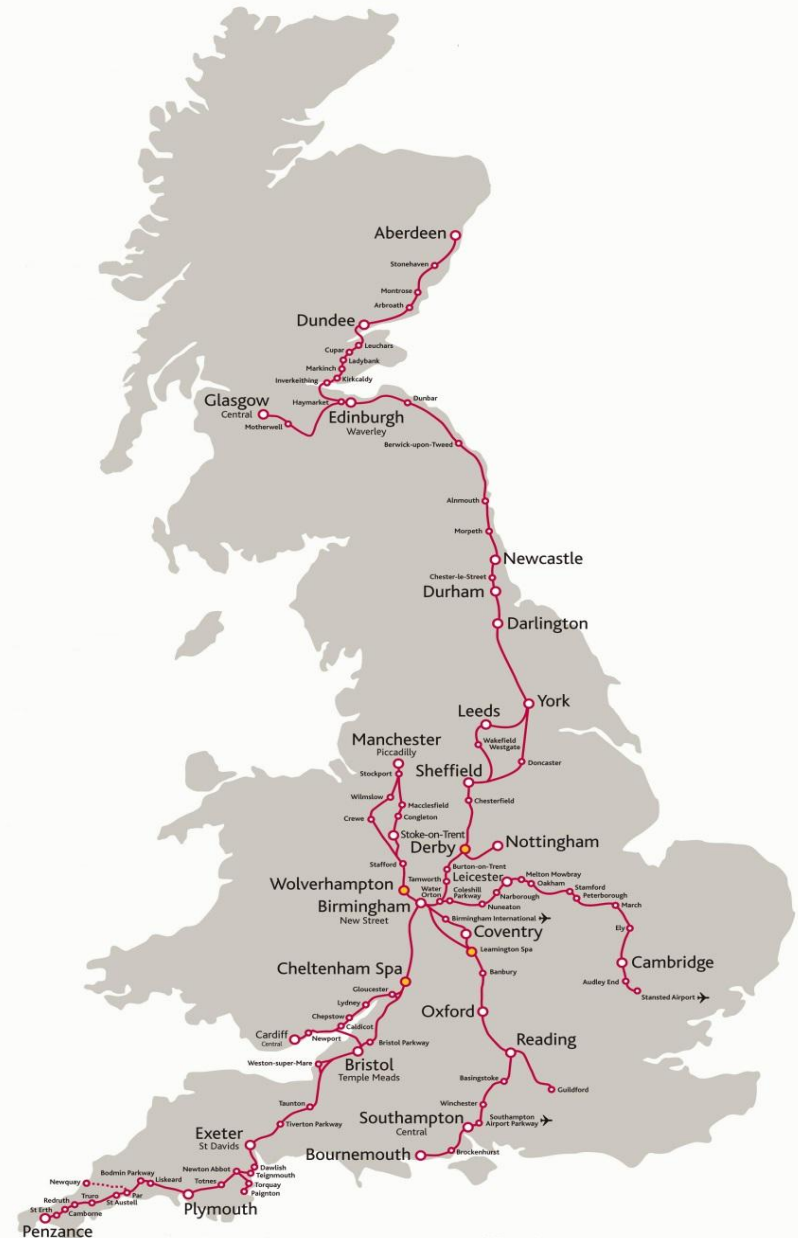 Aberdeen
Stonehaven
Montrose
Arbroath
Dundee
Leuchars
Cupar
Ladybank
Markinch
Kirkcaldy
Inverkeithing
Glasgow
Central
Haymarket
Edinburgh
Waverley
Dunbar
Motherwell
Berwick-upon-Tweed
Alnmouth
Morpeth
Newcastle
Chester-le-Street
Durham
Darlington
York
Leeds
Wakefield
Westgate
Doncaster
Manchester
Piccadilly
Stockport
Sheffield
Chesterfield
Wilmslow
Macclesfield
Crewe
Congleton
Stoke-on-Trent
Nottingham
Derby
Stafford
Burton-on-Trent
Tamworth
Leicester
Melton Mowbray
Oakham
Wolverhampton
Water
Orton
Coleshill
Parkway
Narborough
Stamford
Peterborough
Birmingham
New Street
Nuneaton
March
Birmingham International
Coventry
Ely
Leamington Spa
Cambridge
Cheltenham Spa
Banbury
Audley End
Stansted Airport
Gloucester
Lydney
Chepstow
Oxford
Caldicot
Cardiff
Central
Newport
Bristol Parkway
Reading
Bristol
Temple Meads
Weston-super-Mare
Basingstoke
Guildford
Taunton
Winchester
Tiverton Parkway
Southampton
Central
Southampton
Airport Parkway
Exeter
St Davids
Bournemouth
Brockenhurst
Dawlish
Teignmouth
Newton Abbot
Torquay
Paignton
Bodmin Parkway
Liskeard
Totnes
Newquay
Plymouth
Par
St Austell
Truro
Redruth
Camborne
St Erth
Penzance